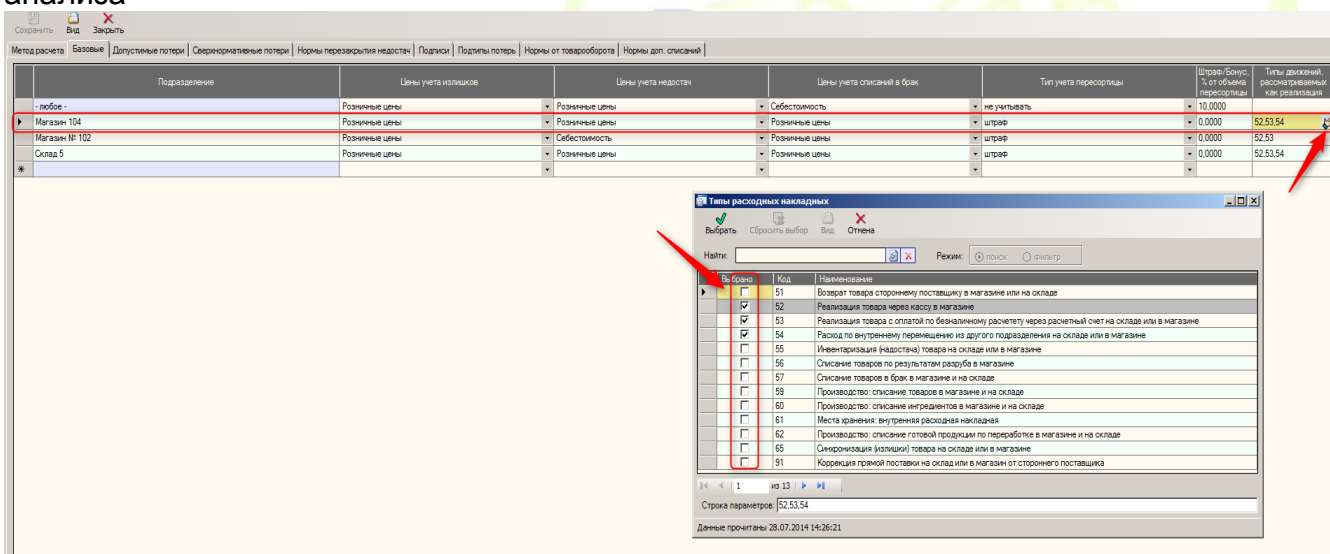 анализа
Сохранить Вид Закрыть
Метод расчета Базовые Допустимые потери Сверхнормативные потери Нормы перезакрытия недостач Подписи Подтипы потерь Нормы от товарооборота Нормы доп. списаний
Подразделение Цены учета излишков Цены учета недостач Цены учета списаний в брак Тип учета пересортицы Штраф/Бонус, % от объема пересортицы Типы движений, рассматриваемых как реализация
- любое - Розничные цены Розничные цены Себестоимость не учитывать 10,0000
Магазин 104 Розничные цены Розничные цены Розничные цены штраф 0,0000 52,53,54
Магазин № 102 Розничные цены Себестоимость Розничные цены штраф 0,0000 52,53
Склад 5 Розничные цены Розничные цены Розничные цены штраф 0,0000 52,53,54
Типы расходных накладных
Выбрать Сбросить выбор Вид Отмена
Найти: Режим: поиск фильтр
Выбрано Код Наименование
51 Возврат товара стороннему поставщику в магазине или на складе
52 Реализация товара через кассу в магазине
53 Реализация товара с оплатой по безналичному расчетету через расчетный счет на складе или в магазине
54 Расход по внутреннему перемещению из другого подразделения на складе или в магазине
55 Инвентаризация (недостача) товара на складе или в магазине
56 Списание товаров по результатам разруба в магазине
57 Списание товаров в брак в магазине и на складе
59 Производство: списание товаров в магазине и на складе
60 Производство: списание ингредиентов в магазине и на складе
61 Места хранения: внутренняя расходная накладная
62 Производство: списание готовой продукции по переработке в магазине и на складе
65 Синхронизация (излишки) товара на складе или в магазине
91 Коррекция прямой поставки на склад или в магазин от стороннего поставщика
1 из 13
Строка параметров: 52,53,54
Данные прочитаны 28.07.2014 14:26:21